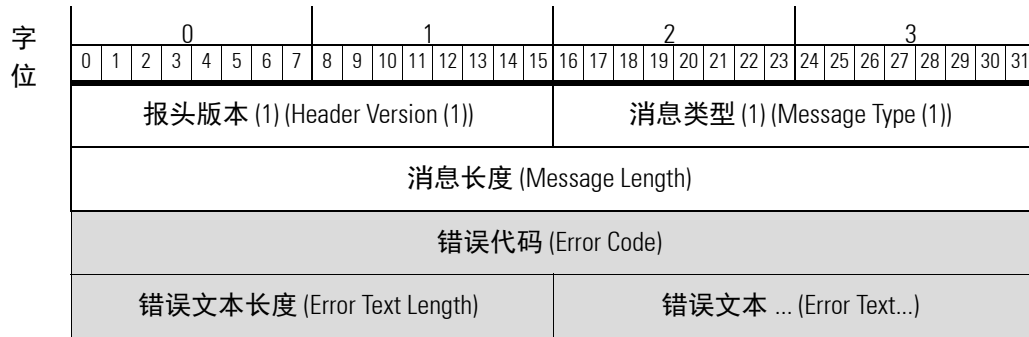 字 0 1 2 3
位 0 1 2 3 4 5 6 7 8 9 10 11 12 13 14 15 16 17 18 19 20 21 22 23 24 25 26 27 28 29 30 31
报头版本 (1) (Header Version (1)) 消息类型 (1) (Message Type (1))
消息长度 (Message Length)
错误代码 (Error Code)
错误文本长度 (Error Text Length) 错误文本 ... (Error Text...)